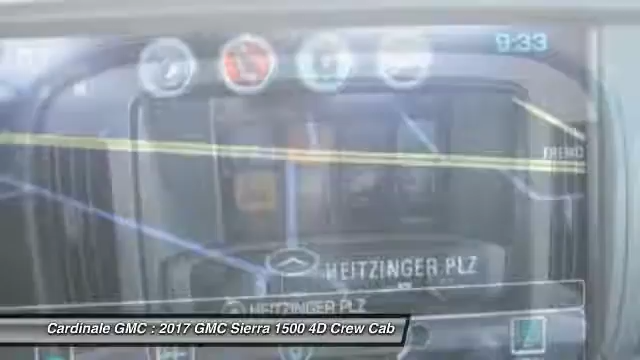 9:33
HEITZINGER PLZ
HEITZINGER PLZ
Cardinale GMC : 2017 GMC Sierra 1500 4D Crew Cab